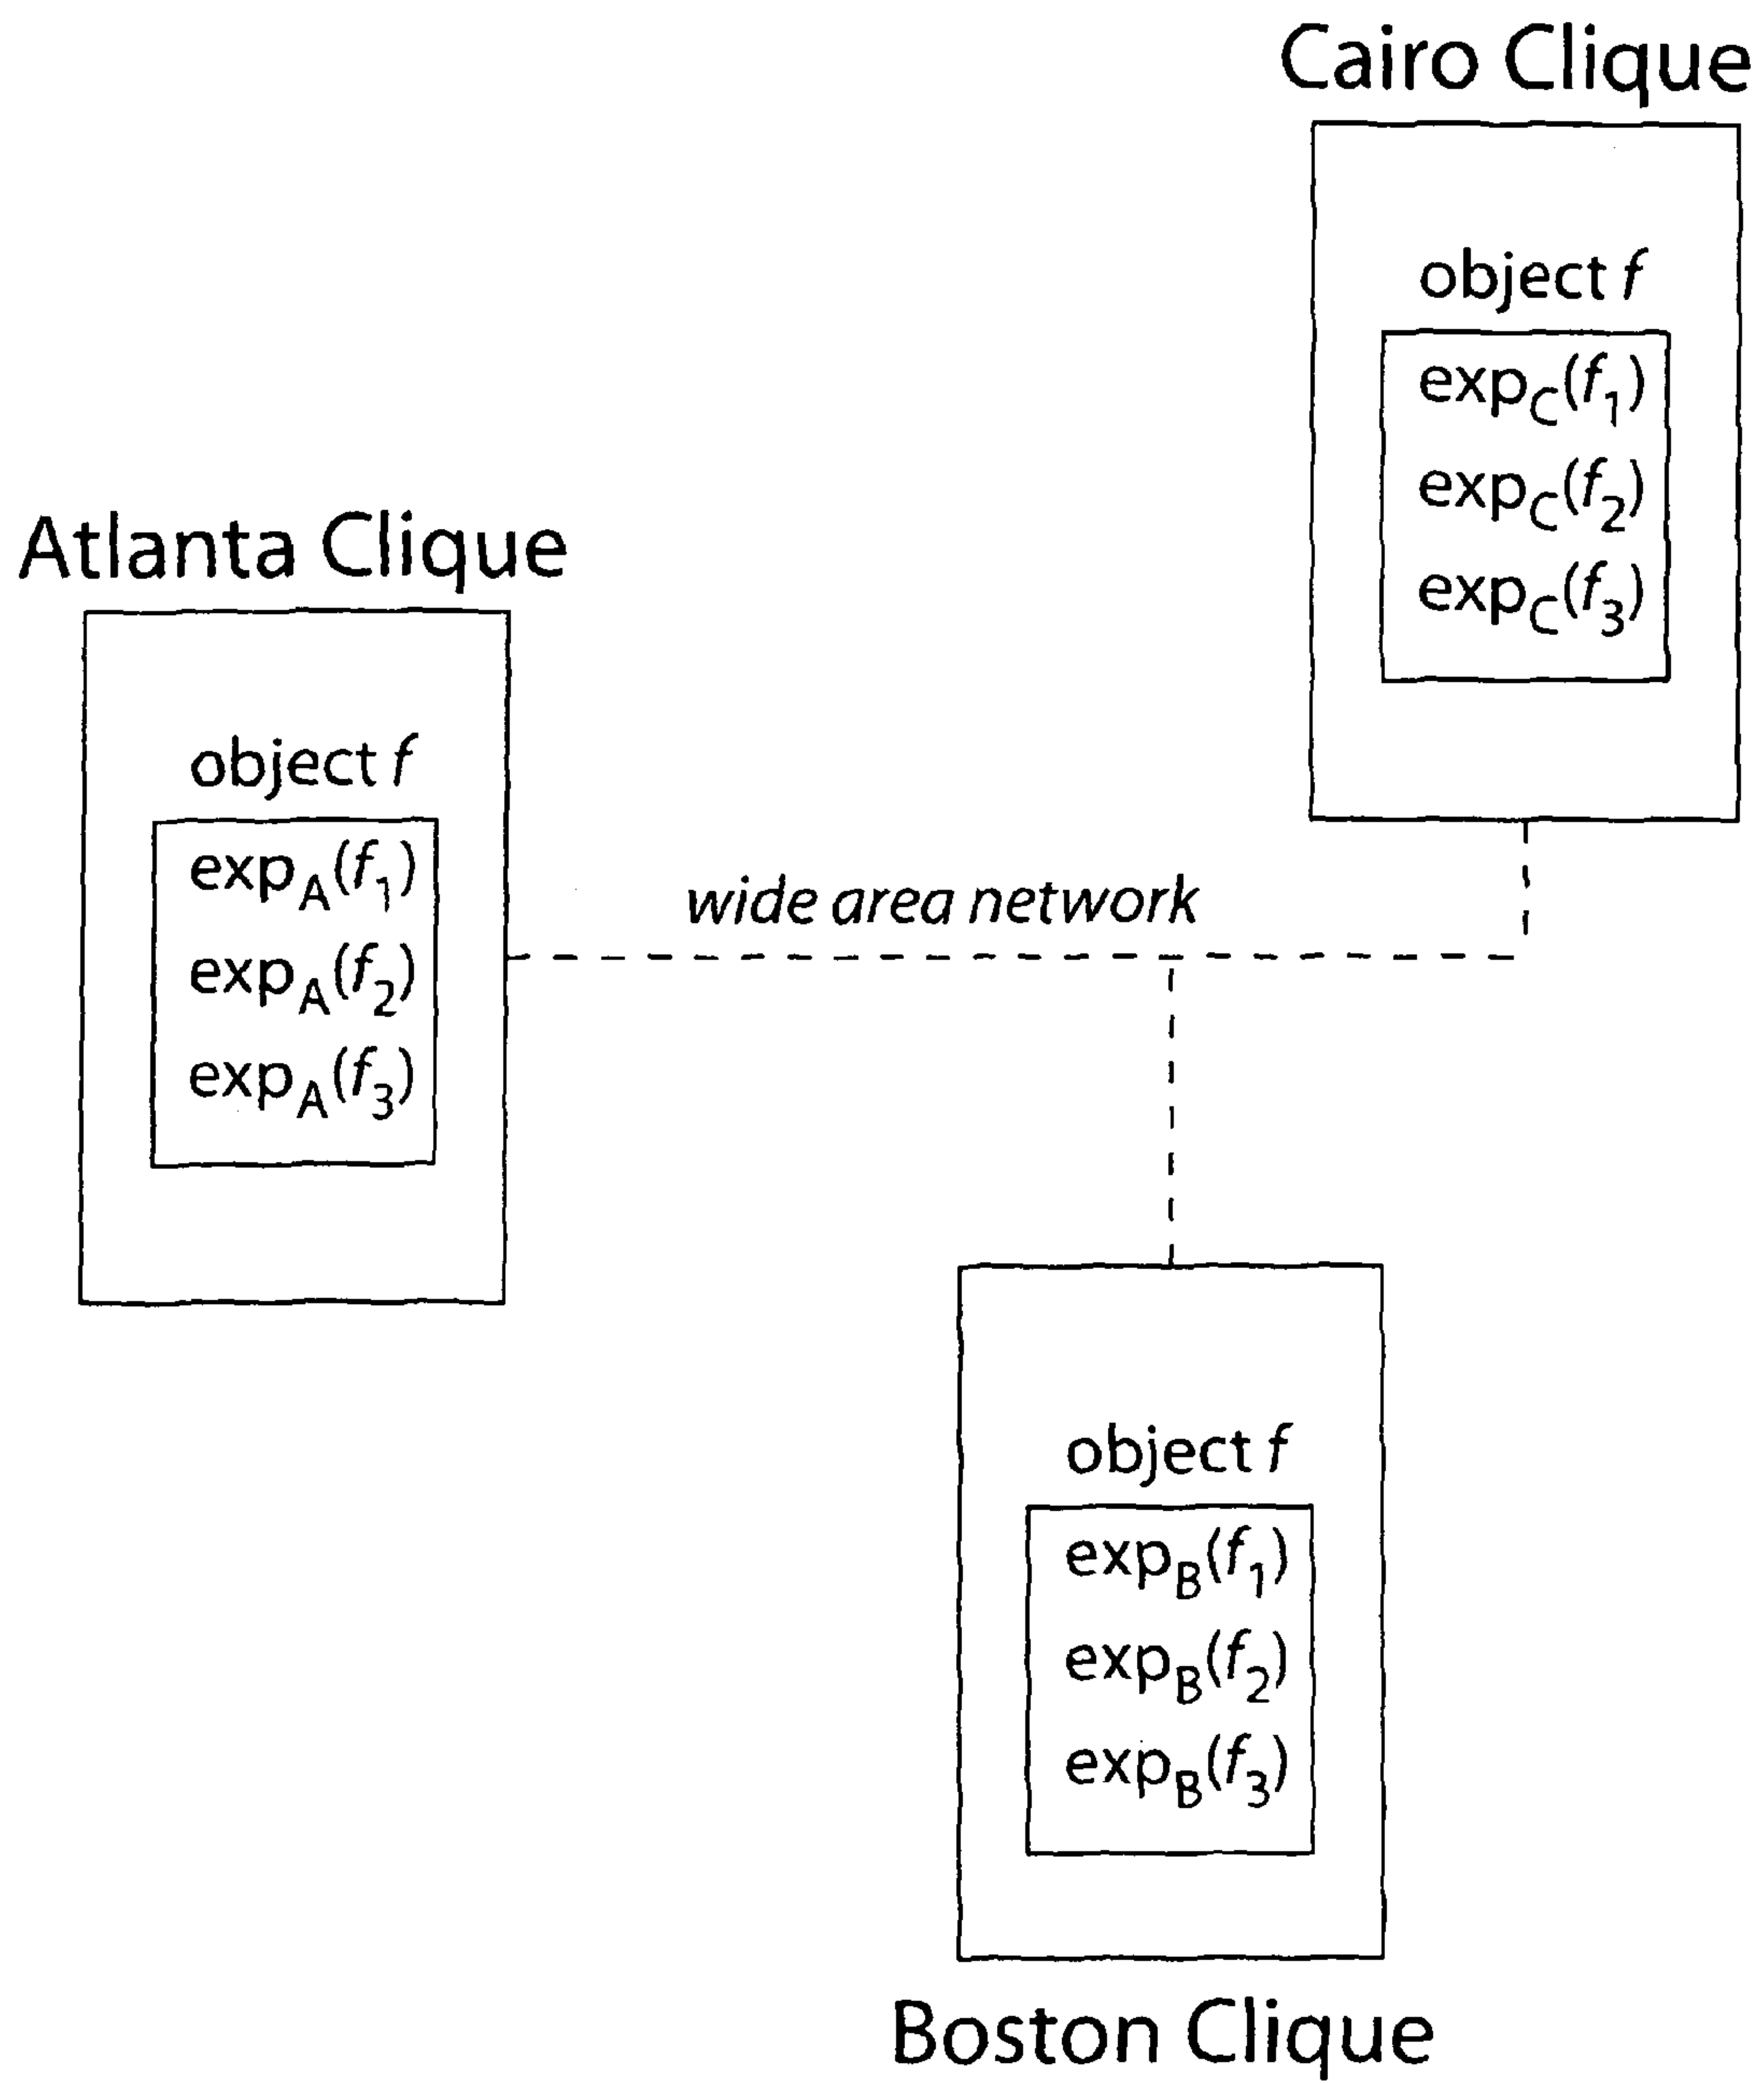 Cairo Clique
object f
exp_C(f_1)
exp_C(f_2)
exp_C(f_3)
Atlanta Clique
object f
exp_A(f_1)
exp_A(f_2)
exp_A(f_3)
wide area network
object f
exp_B(f_1)
exp_B(f_2)
exp_B(f_3)
Boston Clique